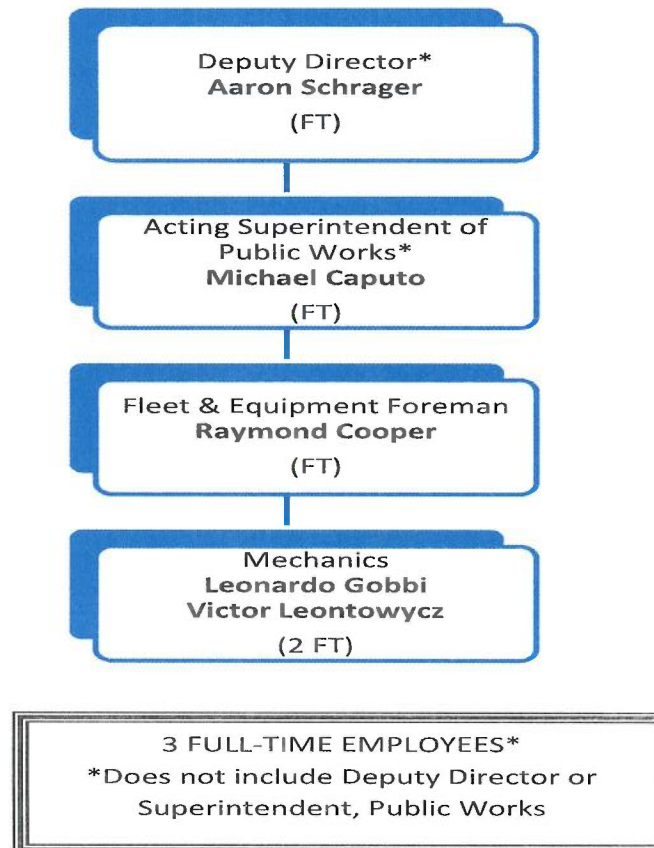 Deputy Director*
Aaron Schrager
(FT)
Acting Superintendent of
Public Works*
Michael Caputo
(FT)
Fleet & Equipment Foreman
Raymond Cooper
(FT)
Mechanics
Leonardo Gobbi
Victor Leontowycz
(2 FT)
3 FULL-TIME EMPLOYEES*
*Does not include Deputy Director or
Superintendent, Public Works